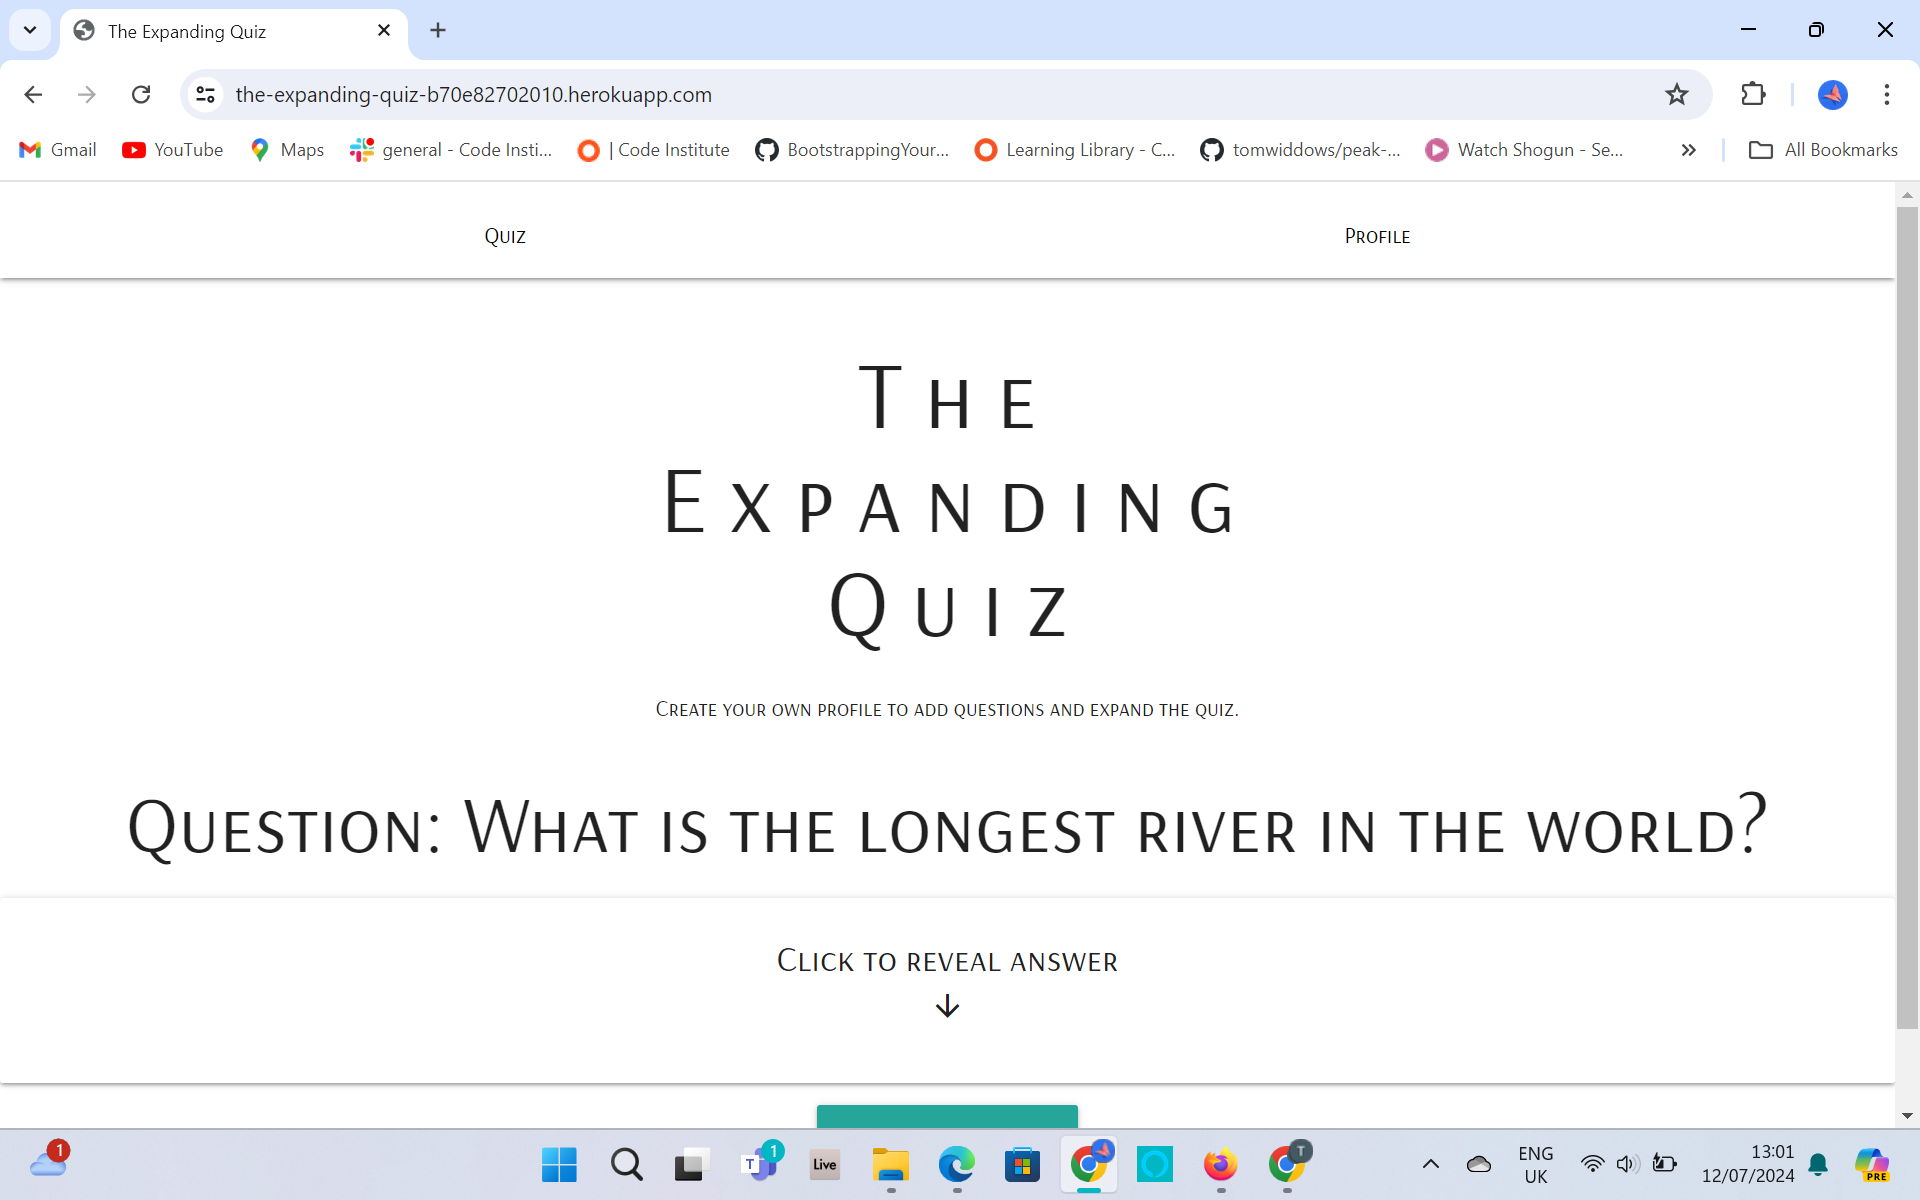 The Expanding Quiz
the-expanding-quiz-b70e82702010.herokuapp.com
Gmail
YouTube
Maps
general - Code Insti...
| Code Institute
BootstrappingYour...
Learning Library - C...
tomwiddows/peak-...
Watch Shogun - Se...
All Bookmarks
Quiz
Profile
The
Expanding
Quiz
Create your own profile to add questions and expand the quiz.
Question: What is the longest river in the world?
Click to reveal answer
1
T
1
Live
T
ENG
UK
13:01
12/07/2024
PRE